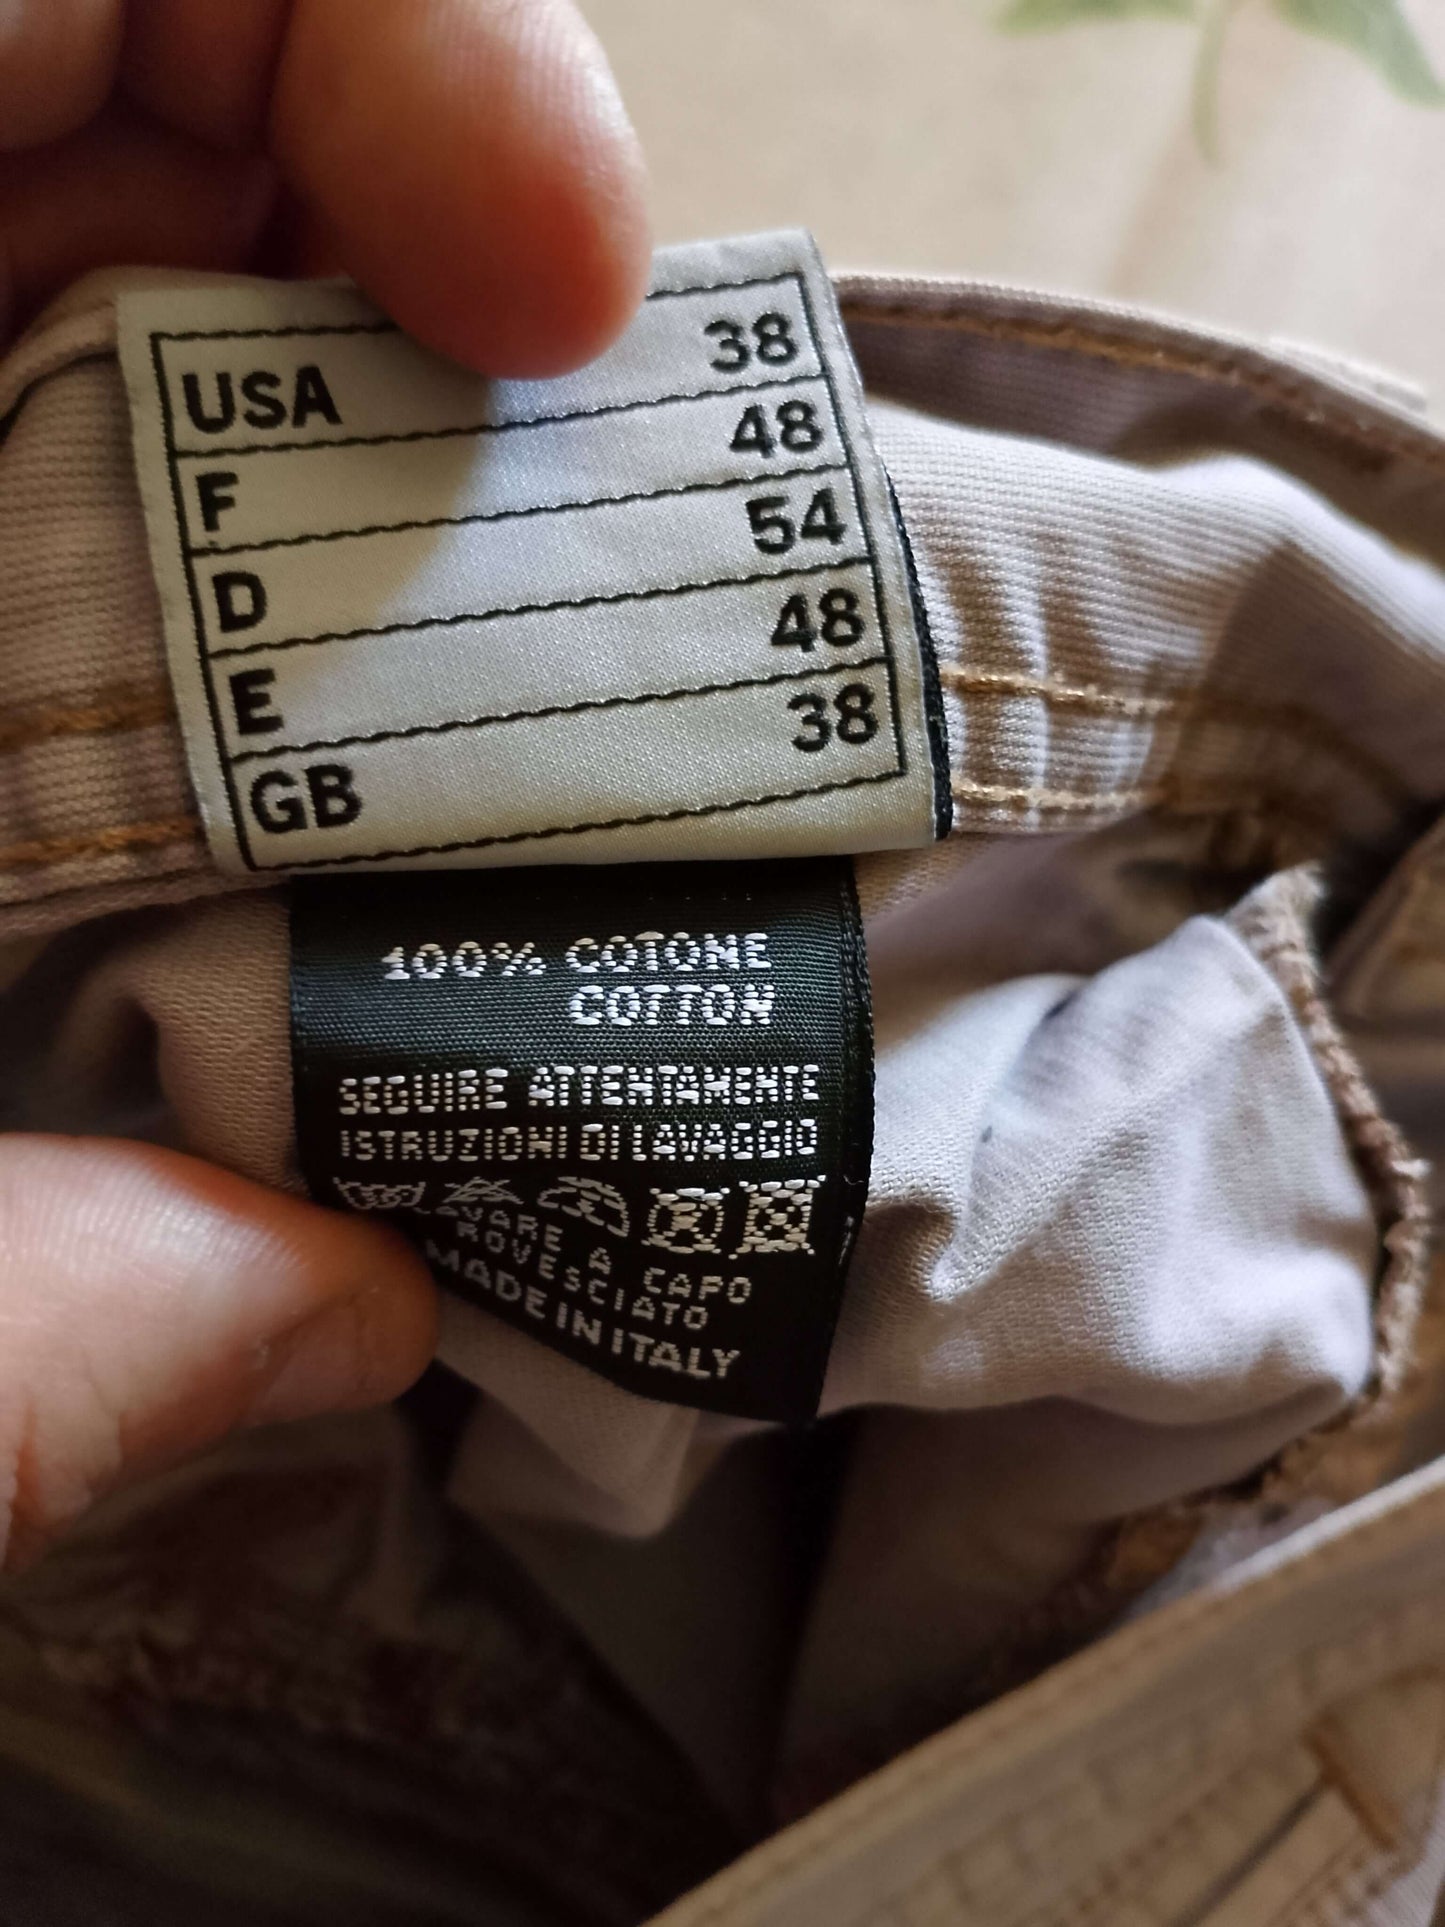 USA 38
F 48
D 54
E 48
GB 38
100% COTONE
COTTON
SEGUIRE ATTENTAMENTE
ISTRUZIONI DI LAVAGGIO
LAVARE A CAPO
ROVESCIATO
MADE IN ITALY